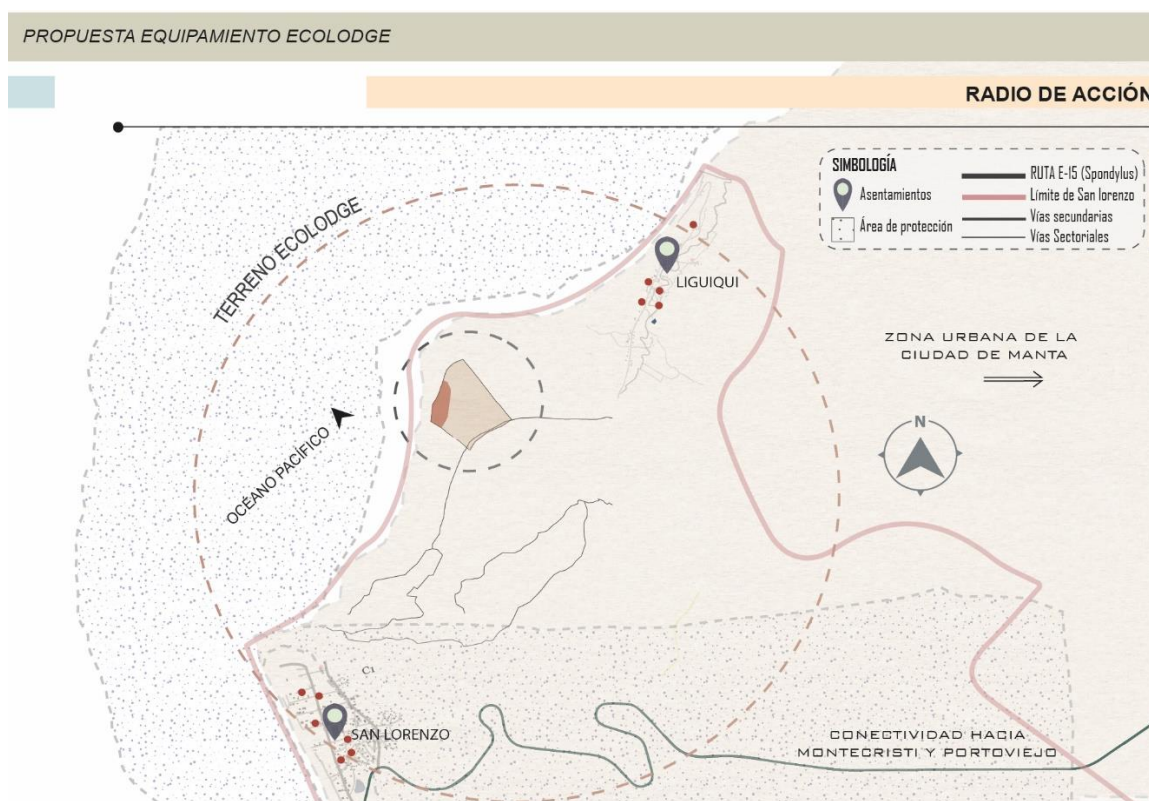 PROPUESTA EQUIPAMIENTO ECOLODGE
RADIO DE ACCIÓN
SIMBOLOGÍA
Asentamientos
Área de protección
RUTA E-15 (Spondylus)
Límite de San lorenzo
Vías secundarias
Vías Sectoriales
TERRENO ECOLODGE
LIGUIQUI
ZONA URBANA DE LA
CIUDAD DE MANTA
N
OCÉANO PACÍFICO
C1
SAN LORENZO
CONECTIVIDAD HACIA
MONTECRISTI Y PORTOVIEJO